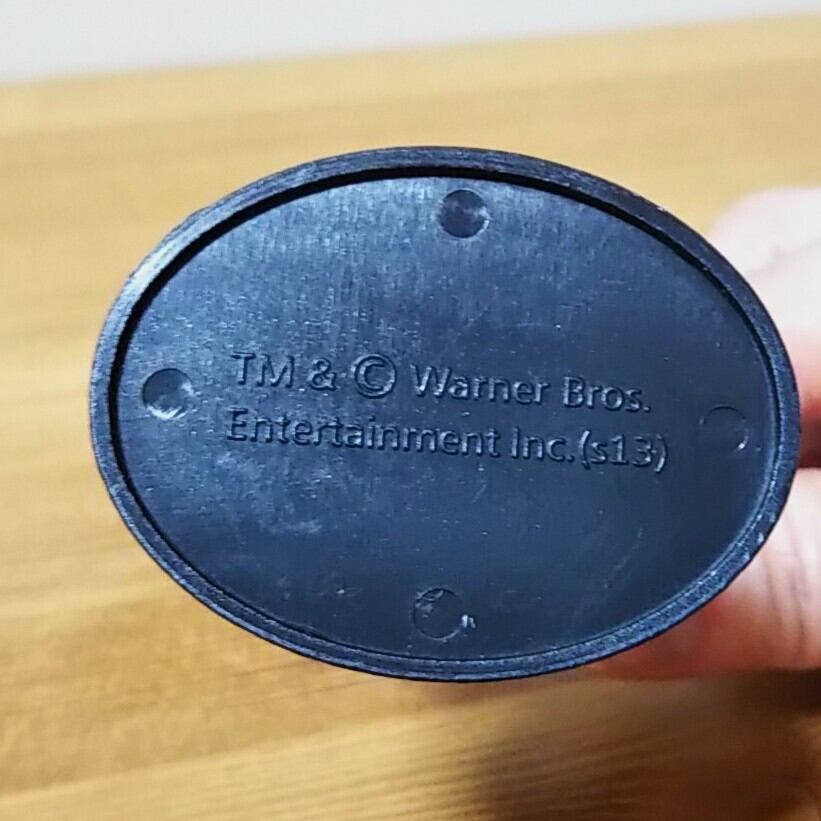 TM & © Warner Bros.
Entertainment Inc.(s13)